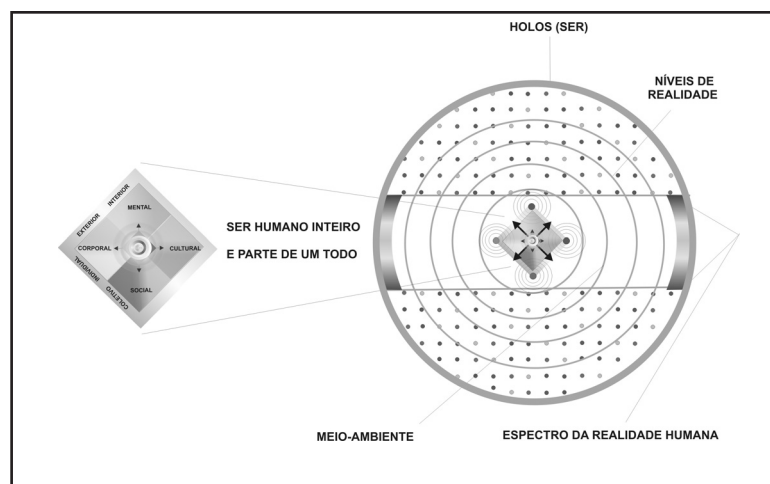 HOLOS (SER)
NÍVEIS DE
REALIDADE
INTERIOR
EXTERIOR
MENTAL
CORPORAL
CULTURAL
INDIVIDUAL
COLETIVO
SOCIAL
SER HUMANO INTEIRO
E PARTE DE UM TODO
MEIO-AMBIENTE
ESPECTRO DA REALIDADE HUMANA